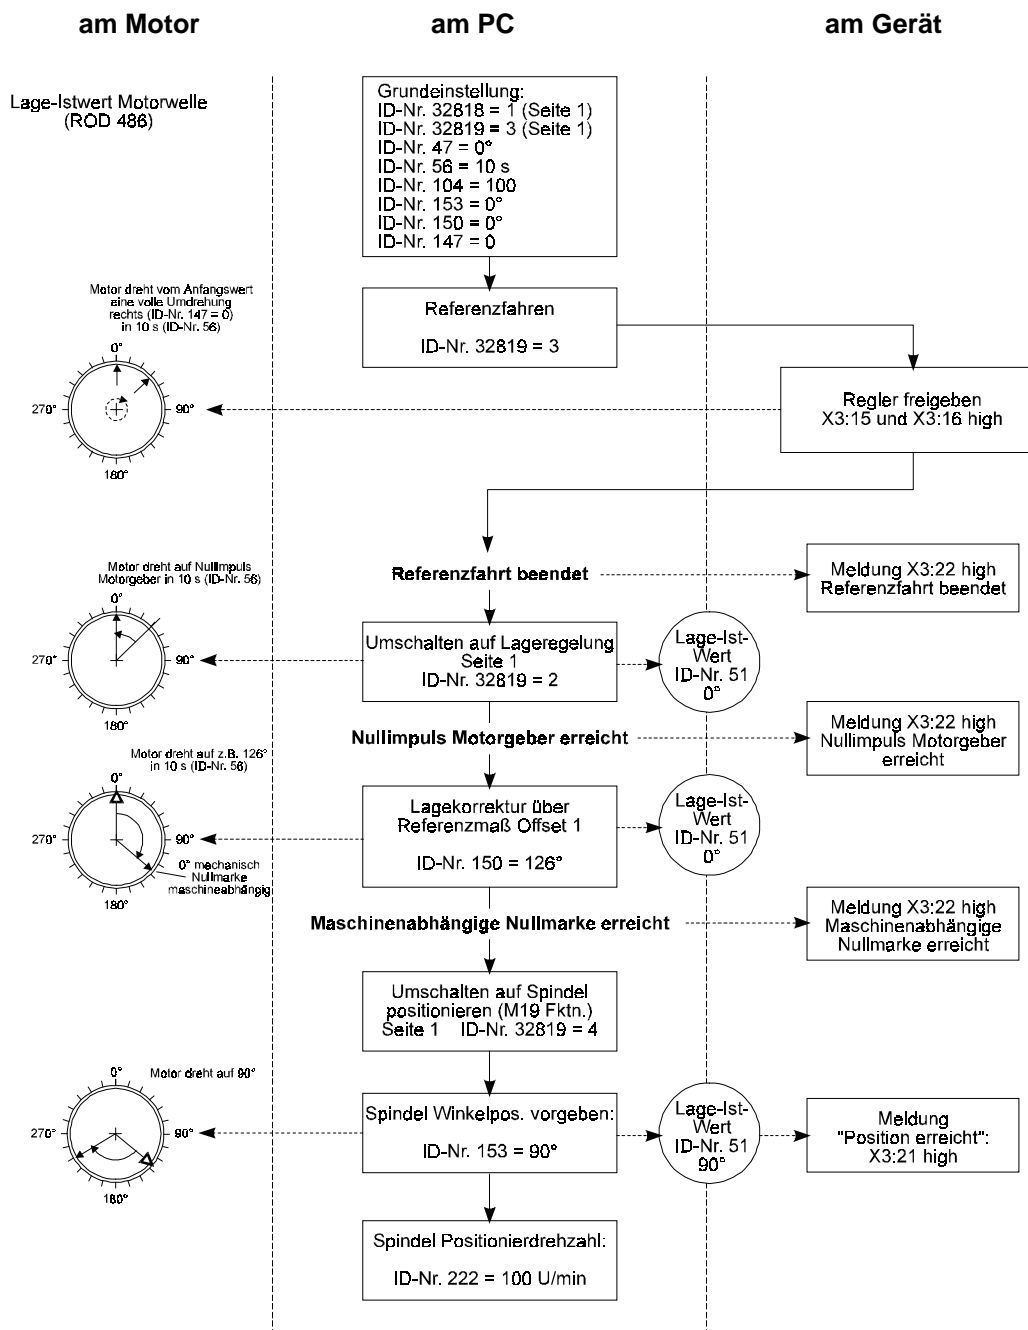 am Motor
am PC
am Gerät
Lage-Istwert Motorwelle
(ROD 486)
Grundeinstellung:
ID-Nr. 32818 = 1 (Seite 1)
ID-Nr. 32819 = 3 (Seite 1)
ID-Nr. 47 = 0°
ID-Nr. 56 = 10 s
ID-Nr. 104 = 100
ID-Nr. 153 = 0°
ID-Nr. 150 = 0°
ID-Nr. 147 = 0
Motor dreht vom Anfangswert
eine volle Umdrehung
rechts (ID-Nr. 147 = 0)
in 10 s (ID-Nr. 56)
0°
270°
90°
180°
Referenzfahren
ID-Nr. 32819 = 3
Regler freigeben
X3:15 und X3:16 high
Motor dreht auf Nullimpuls
Motorgeber in 10 s (ID-Nr. 56)
0°
270°
90°
180°
Referenzfahrt beendet
Meldung X3:22 high
Referenzfahrt beendet
Umschalten auf Lageregelung
Seite 1
ID-Nr. 32819 = 2
Lage-Ist-
Wert
ID-Nr. 51
0°
Nullimpuls Motorgeber erreicht
Meldung X3:22 high
Nullimpuls Motorgeber
erreicht
Motor dreht auf z.B. 126°
in 10 s (ID-Nr. 56)
0°
270°
90°
0° mechanisch
Nullmarke
maschineabhängig
180°
Lagekorrektur über
Referenzmaß Offset 1
ID-Nr. 150 = 126°
Lage-Ist-
Wert
ID-Nr. 51
0°
Maschinenabhängige Nullmarke erreicht
Meldung X3:22 high
Maschinenabhängige
Nullmarke erreicht
Umschalten auf Spindel
positionieren (M19 Fktn.)
Seite 1 ID-Nr. 32819 = 4
Motor dreht auf 90°
0°
270°
90°
180°
Spindel Winkelpos. vorgeben:
ID-Nr. 153 = 90°
Lage-Ist-
Wert
ID-Nr. 51
90°
Meldung
"Position erreicht":
X3:21 high
Spindel Positionierdrehzahl:
ID-Nr. 222 = 100 U/min